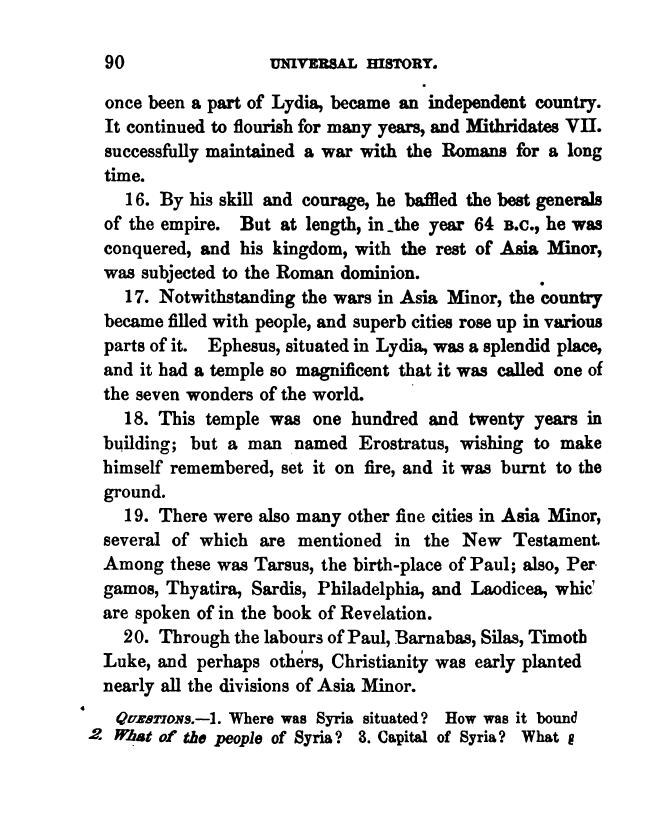 90 UNIVERSAL HISTORY.
once been a part of Lydia, became an independent country.
It continued to flourish for many years, and Mithridates VII.
successfully maintained a war with the Romans for a long
time.
16. By his skill and courage, he baffled the best generals
of the empire. But at length, in the year 64 B.C., he was
conquered, and his kingdom, with the rest of Asia Minor,
was subjected to the Roman dominion.
17. Notwithstanding the wars in Asia Minor, the country
became filled with people, and superb cities rose up in various
parts of it. Ephesus, situated in Lydia, was a splendid place,
and it had a temple so magnificent that it was called one of
the seven wonders of the world.
18. This temple was one hundred and twenty years in
building; but a man named Erostratus, wishing to make
himself remembered, set it on fire, and it was burnt to the
ground.
19. There were also many other fine cities in Asia Minor,
several of which are mentioned in the New Testament.
Among these was Tarsus, the birth-place of Paul; also, Per
gamos, Thyatira, Sardis, Philadelphia, and Laodicea, whic
are spoken of in the book of Revelation.
20. Through the labours of Paul, Barnabas, Silas, Timoth
Luke, and perhaps others, Christianity was early planted
nearly all the divisions of Asia Minor.
QUESTIONS.—1. Where was Syria situated? How was it bound
2. What of the people of Syria? 3. Capital of Syria? What